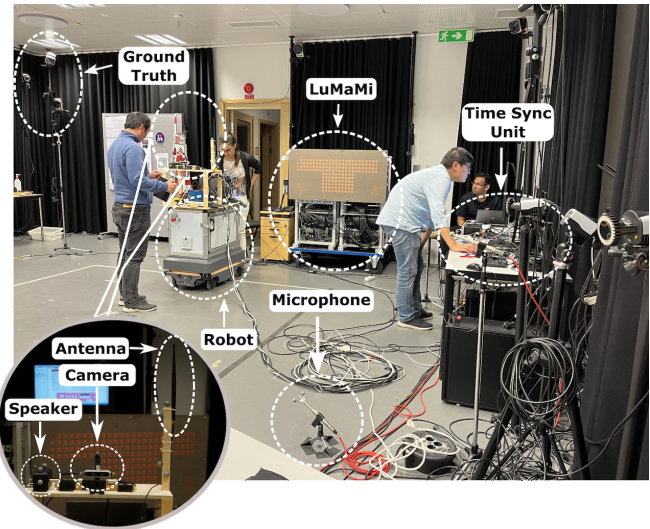 Ground
Truth
LuMaMi
Time Sync
Unit
Microphone
Robot
Antenna
Camera
Speaker